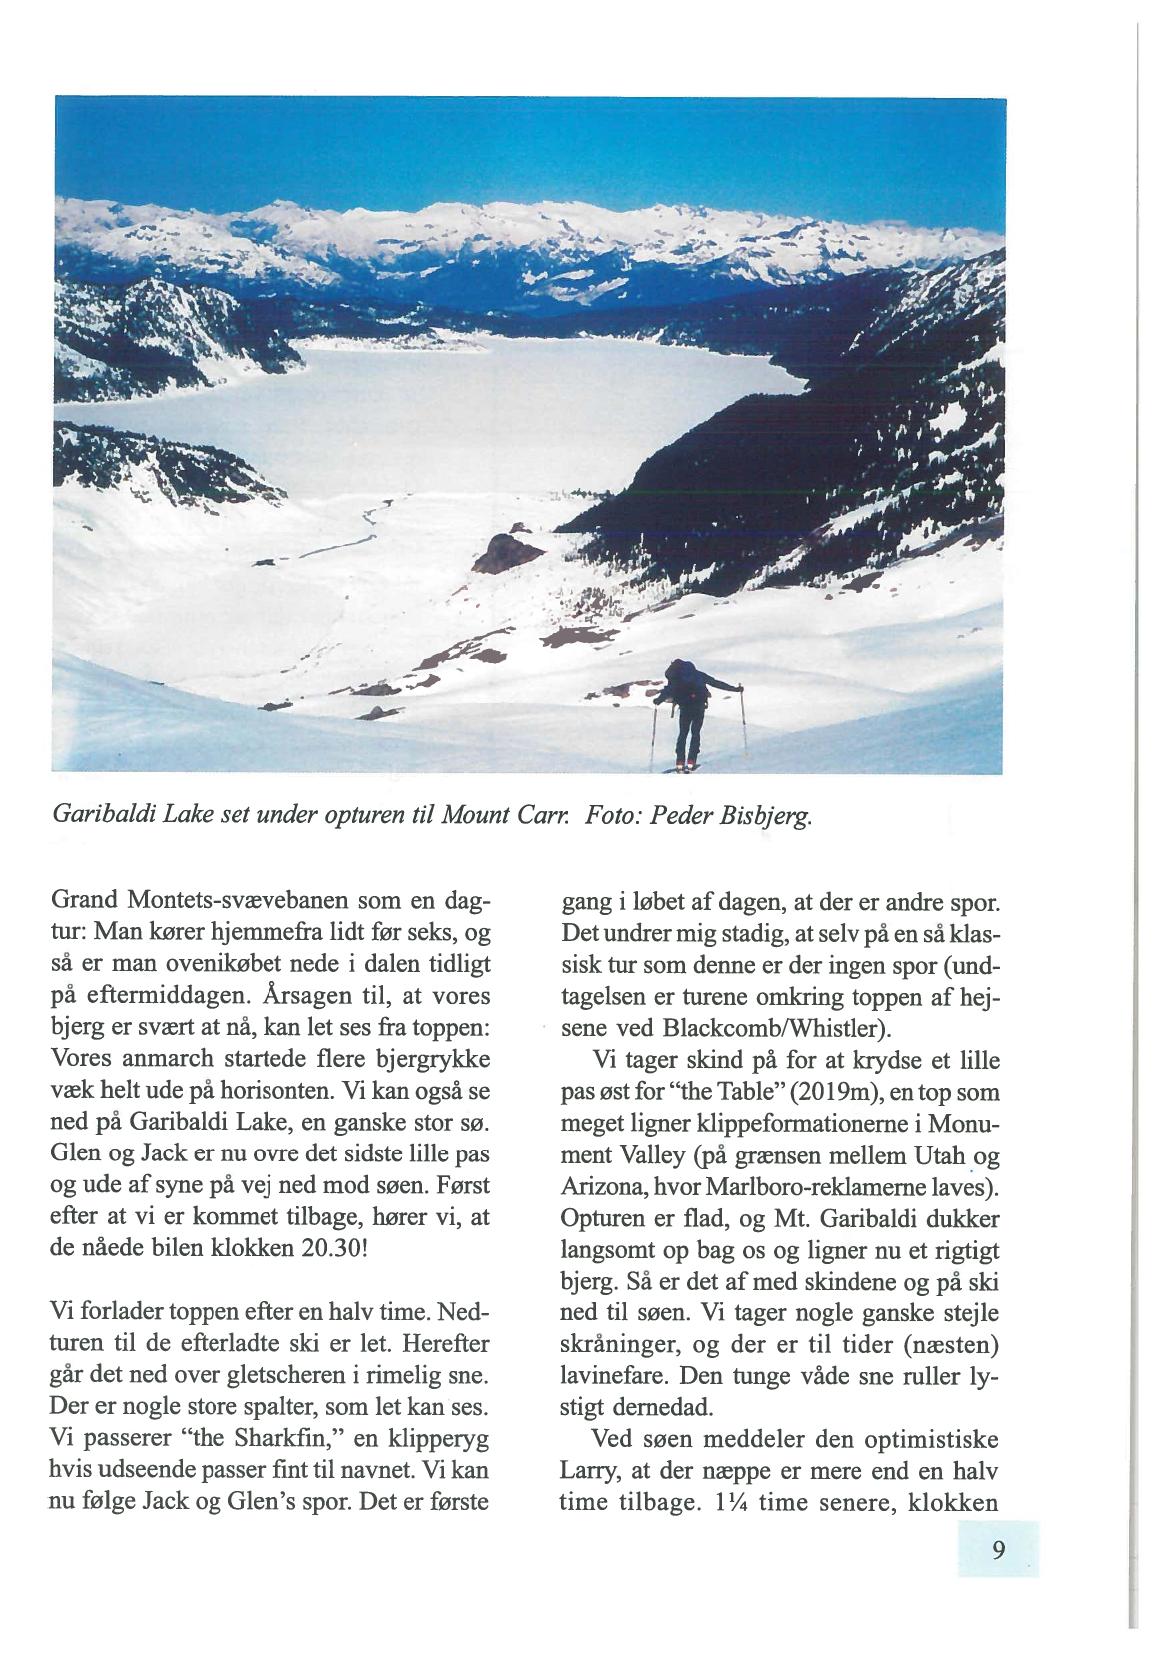 Garibaldi Lake set under opturen til Mount Carr. Foto: Peder Bisbjerg.
Grand Montets-svævebanen som en dag-
tur: Man kører hjemmefra lidt før seks, og
så er man ovenikøbet nede i dalen tidligt
på eftermiddagen. Årsagen til, at vores
bjerg er svært at nå, kan let ses fra toppen:
Vores anmarch startede flere bjergrykke
væk helt ude på horisonten. Vi kan også se
ned på Garibaldi Lake, en ganske stor sø.
Glen og Jack er nu ovre det sidste lille pas
og ude af syne på vej ned mod søen. Først
efter at vi er kommet tilbage, hører vi, at
de nåede bilen klokken 20.30!
Vi forlader toppen efter en halv time. Ned-
turen til de efterladte ski er let. Herefter
går det ned over gletscheren i rimelig sne.
Der er nogle store spalter, som let kan ses.
Vi passerer “the Sharkfin,” en klipperyg
hvis udseende passer fint til navnet. Vi kan
nu følge Jack og Glen’s spor. Det er første
gang i løbet af dagen, at der er andre spor.
Det undrer mig stadig, at selv på en så klas-
sisk tur som denne er der ingen spor (und-
tagelsen er turene omkring toppen af hej-
sene ved Blackcomb/Whistler).
Vi tager skind på for at krydse et lille
pas øst for “the Table” (2019m), en top som
meget ligner klippeformationerne i Monu-
ment Valley (på grænsen mellem Utah og
Arizona, hvor Marlboro-reklamerne laves).
Opturen er flad, og Mt. Garibaldi dukker
langsomt op bag os og ligner nu et rigtigt
bjerg. Så er det af med skindene og på ski
ned til søen. Vi tager nogle ganske stejle
skråninger, og der er til tider (næsten)
lavinefare. Den tunge våde sne ruller ly-
stigt dernedad.
Ved søen meddeler den optimistiske
Larry, at der næppe er mere end en halv
time tilbage. 1¼ time senere, klokken
9